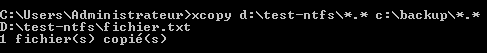 C:\Users\Administrateur>xcopy d:\test-ntfs\*.* c:\backup\*.*
D:\test-ntfs\fichier.txt
1 fichier(s) copié(s)